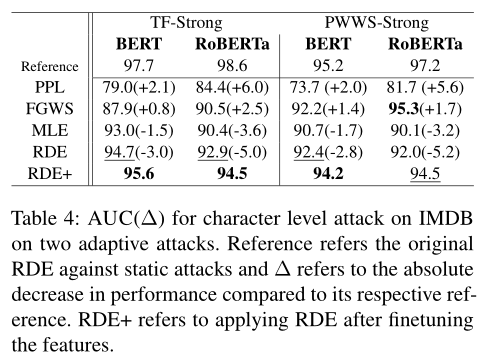 TF-Strong PWWS-Strong
BERT RoBERTa BERT RoBERTa
Reference 97.7 98.6 95.2 97.2
PPL 79.0(+2.1) 84.4(+6.0) 73.7 (+2.0) 81.7 (+5.6)
FGWS 87.9(+0.8) 90.5(+2.5) 92.2(+1.4) 95.3(+1.7)
MLE 93.0(-1.5) 90.4(-3.6) 90.7(-1.7) 90.1(-3.2)
RDE 94.7(-3.0) 92.9(-5.0) 92.4(-2.8) 92.0(-5.2)
RDE+ 95.6 94.5 94.2 94.5
Table 4: AUC(Δ) for character level attack on IMDB
on two adaptive attacks. Reference refers the original
RDE against static attacks and Δ refers to the absolute
decrease in performance compared to its respective ref-
erence. RDE+ refers to applying RDE after finetuning
the features.